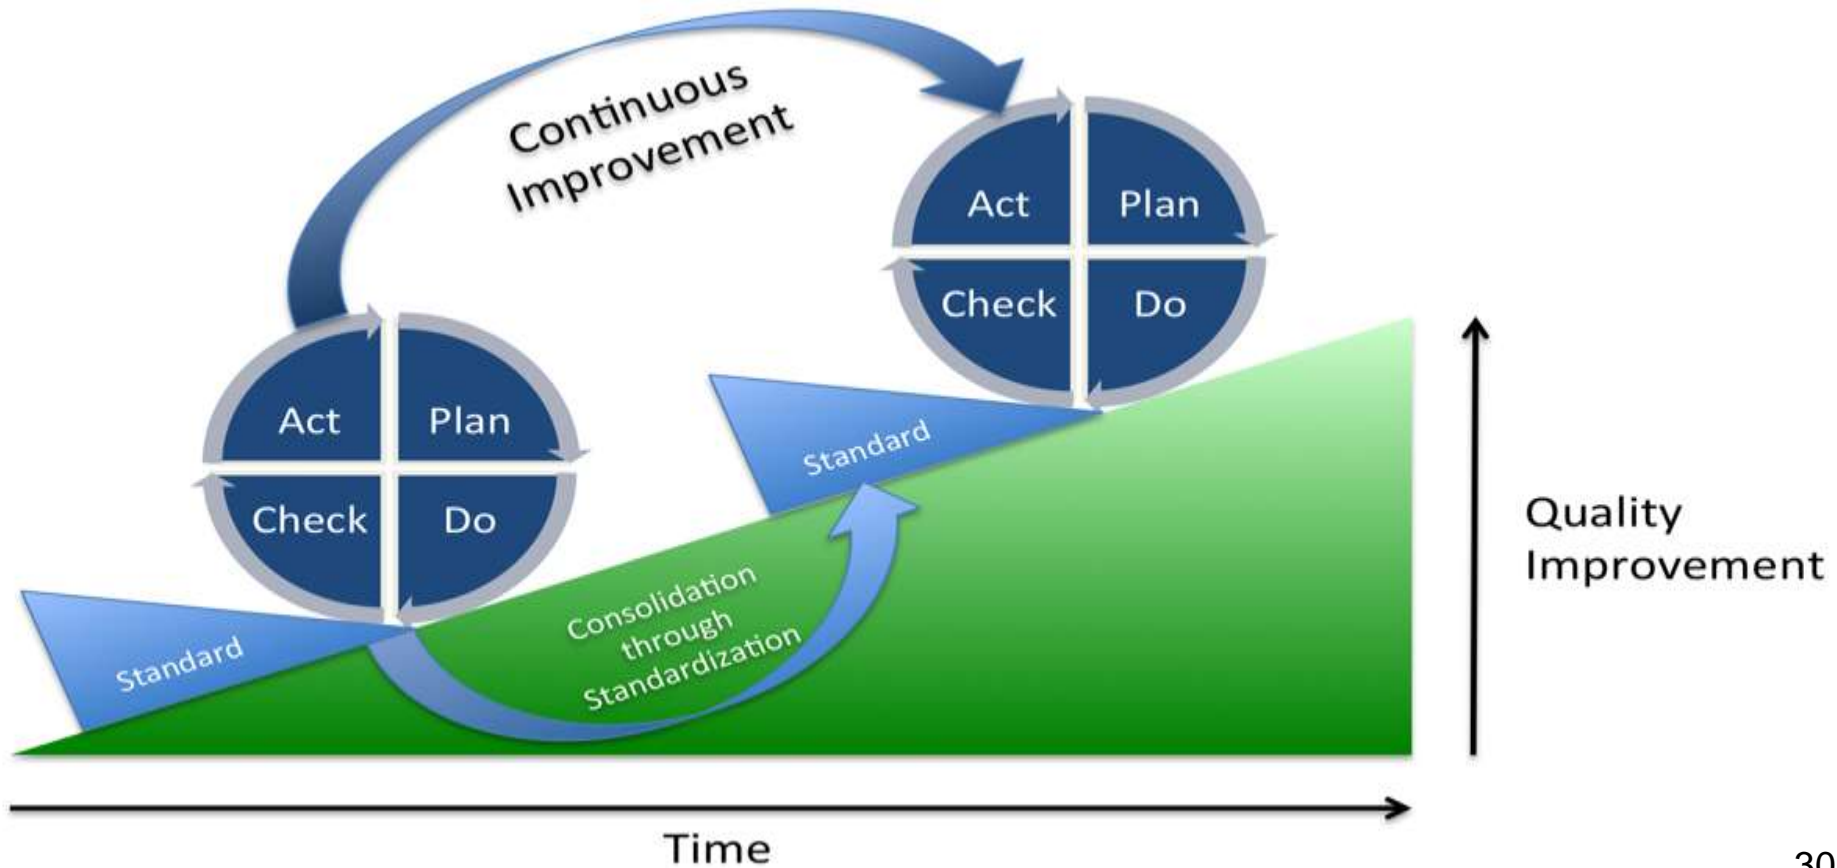 Continuous
Improvement
Act
Plan
Check
Do
Act
Plan
Check
Do
Standard
Standard
Consolidation
through
Standardization
Quality
Improvement
Time
30